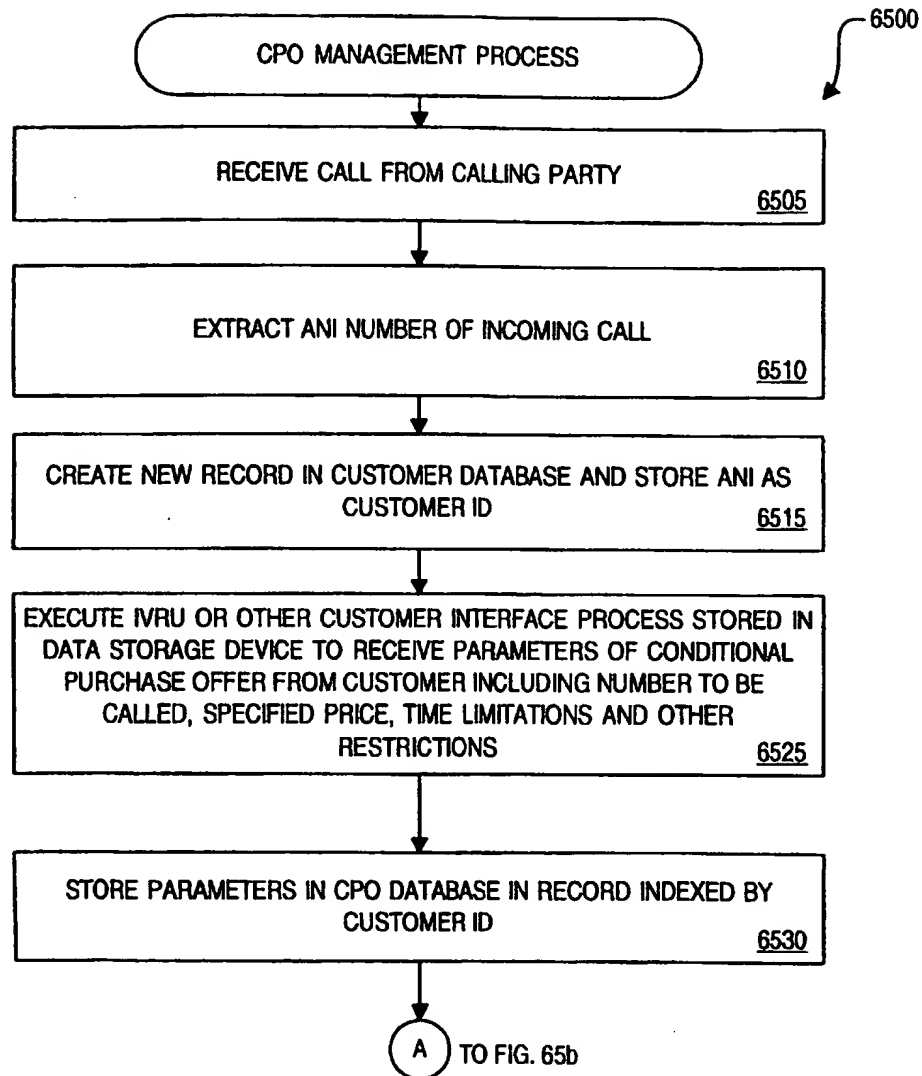 6500
CPO MANAGEMENT PROCESS
RECEIVE CALL FROM CALLING PARTY
6505
EXTRACT ANI NUMBER OF INCOMING CALL
6510
CREATE NEW RECORD IN CUSTOMER DATABASE AND STORE ANI AS
CUSTOMER ID
6515
EXECUTE IVRU OR OTHER CUSTOMER INTERFACE PROCESS STORED IN
DATA STORAGE DEVICE TO RECEIVE PARAMETERS OF CONDITIONAL
PURCHASE OFFER FROM CUSTOMER INCLUDING NUMBER TO BE
CALLED, SPECIFIED PRICE, TIME LIMITATIONS AND OTHER
RESTRICTIONS
6525
STORE PARAMETERS IN CPO DATABASE IN RECORD INDEXED BY
CUSTOMER ID
6530
A TO FIG. 65b